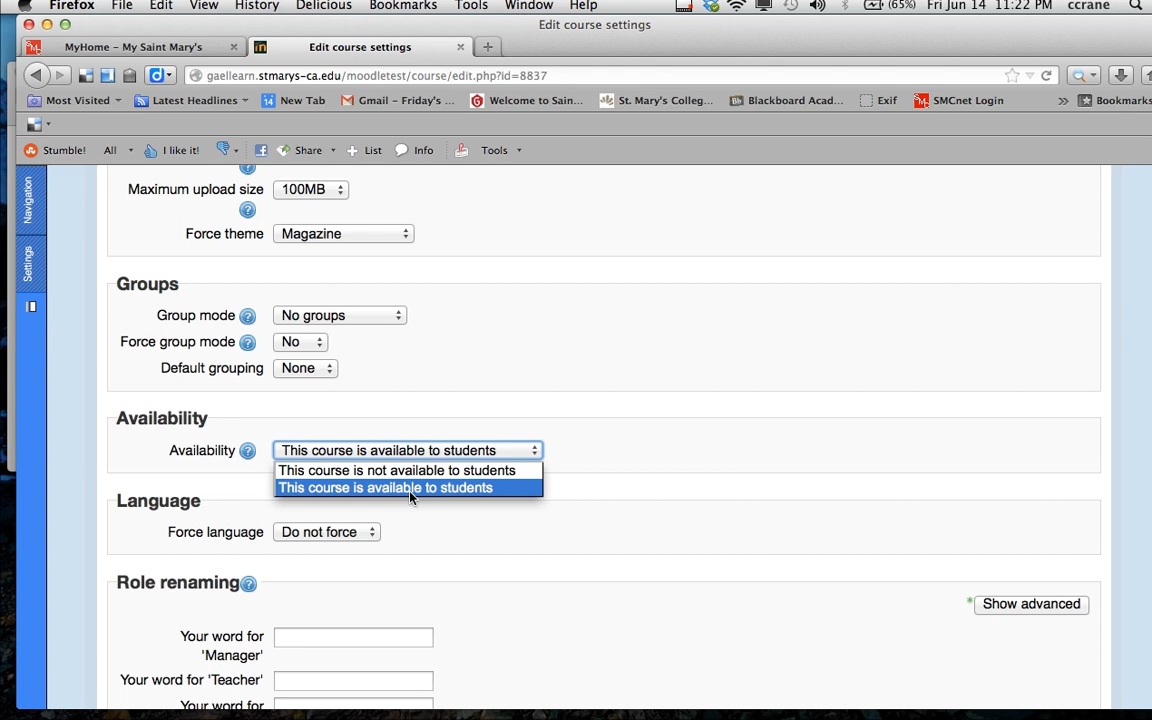 Firefox File Edit View History Delicious Bookmarks Tools Window Help (65%) Fri Jun 14 11:22 PM ccrane
Edit course settings
MyHome – My Saint Mary's Edit course settings
gaellearn.stmarys-ca.edu/moodletest/course/edit.php?id=8837
Most Visited Latest Headlines 14 New Tab Gmail – Friday's ... Welcome to Sain... St. Mary's Colleg... Bb Blackboard Acad... Exif SMCnet Login » Bookmarks
Stumble! All I like it! Share List Info Tools
Navigation
Settings
Maximum upload size 100MB
Force theme Magazine
Groups
Group mode No groups
Force group mode No
Default grouping None
Availability
Availability This course is available to students
This course is not available to students
This course is available to students
Language
Force language Do not force
Role renaming
* Show advanced
Your word for
'Manager'
Your word for 'Teacher'
Your word for